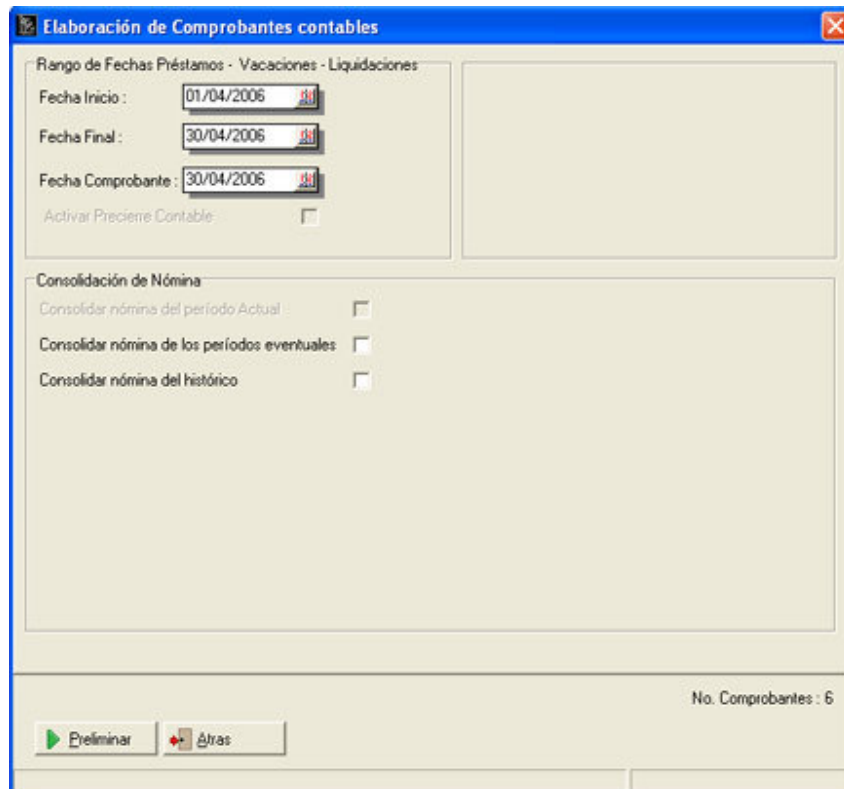 Elaboración de Comprobantes contables
Rango de Fechas Préstamos - Vacaciones - Liquidaciones
Fecha Inicio : 01/04/2006
Fecha Final : 30/04/2006
Fecha Comprobante : 30/04/2006
Activar Precierre Contable
Consolidación de Nómina
Consolidar nómina del período Actual
Consolidar nómina de los períodos eventuales
Consolidar nómina del histórico
No. Comprobantes : 6
Preliminar
Atras